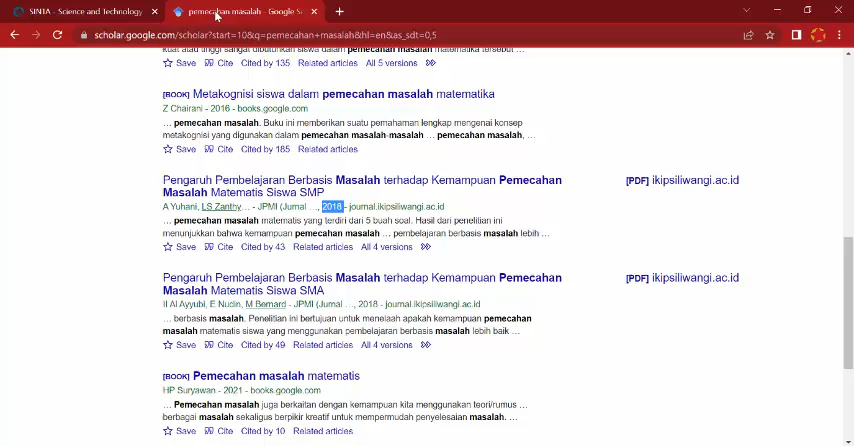 SINTA - Science and Technology
pemecahan masalah - Google S
scholar.google.com/scholar?start=10&q=pemecahan+masalah&hl=en&as_sdt=0,5
kuat atau tinggi sangat dibutuhkan siswa dalam masalah matematika tersebut ...
Save Cite Cited by 135 Related articles All 5 versions
[BOOK] Metakognisi siswa dalam pemecahan masalah matematika
Z Chairani - 2016 - books.google.com
... pemecahan masalah. Buku ini memberikan suatu pemahaman lengkap mengenai konsep
metakognisi yang digunakan dalam pemecahan masalah-masalah ... pemecahan masalah, ...
Save Cite Cited by 185 Related articles
Pengaruh Pembelajaran Berbasis Masalah terhadap Kemampuan Pemecahan
Masalah Matematis Siswa SMP
[PDF] ikipsiliwangi.ac.id
A Yuhani, LS Zanthy... - JPMI (Jurnal ..., 2018 - journal.ikipsiliwangi.ac.id
... pemecahan masalah matematis yang terdiri dari 5 buah soal. Hasil dari penelitian ini
menunjukkan bahwa kemampuan pemecahan masalah ... pembelajaran berbasis masalah lebih ...
Save Cite Cited by 43 Related articles All 4 versions
Pengaruh Pembelajaran Berbasis Masalah terhadap Kemampuan Pemecahan
Masalah Matematis Siswa SMA
[PDF] ikipsiliwangi.ac.id
II Al Ayyubi, E Nudin, M Bernard - JPMI (Jurnal ..., 2018 - journal.ikipsiliwangi.ac.id
... berbasis masalah. Penelitian ini bertujuan untuk menelaah apakah kemampuan pemecahan
masalah matematis siswa yang menggunakan pembelajaran berbasis masalah lebih baik ...
Save Cite Cited by 49 Related articles All 4 versions
[BOOK] Pemecahan masalah matematis
HP Suryawan - 2021 - books.google.com
... Pemecahan masalah juga berkaitan dengan kemampuan kita menggunakan teori/rumus ...
berbagai masalah sekaligus berpikir kreatif untuk mempermudah penyelesaian masalah. ...
Save Cite Cited by 10 Related articles